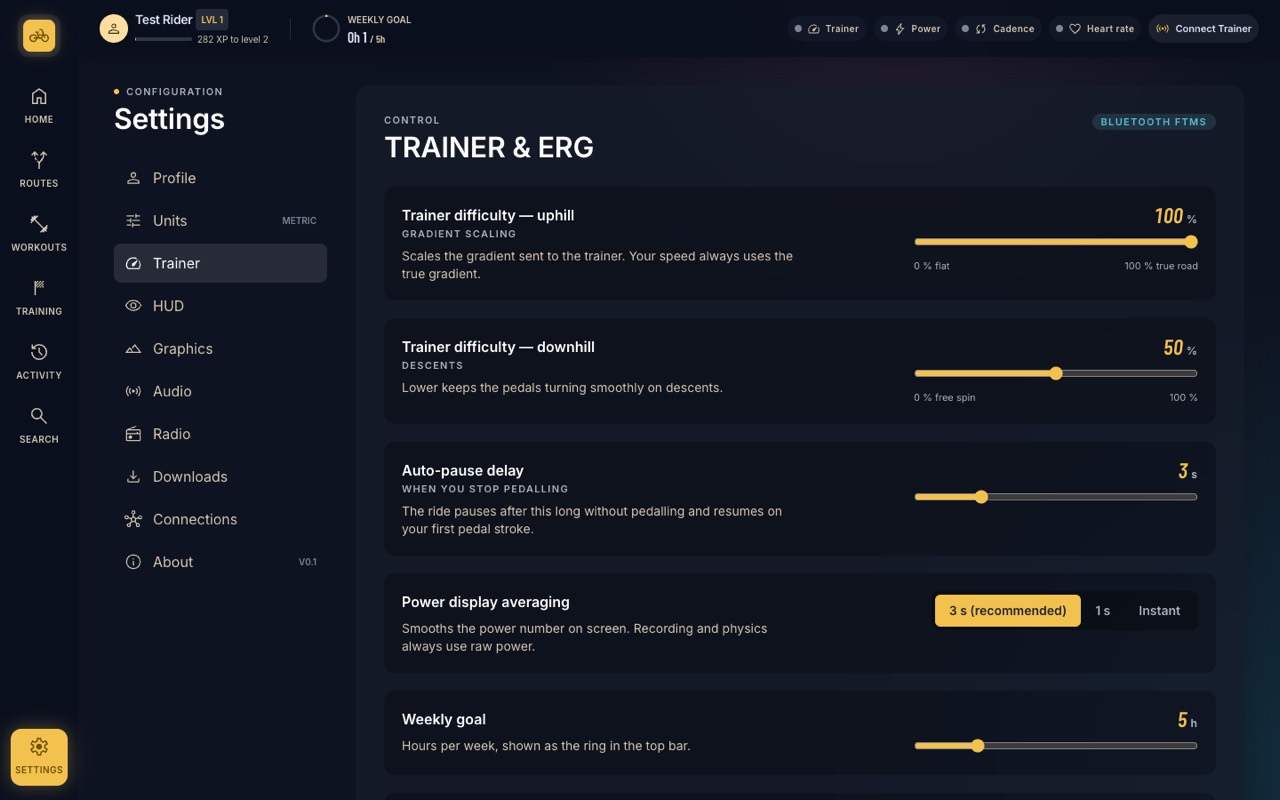 Test Rider LVL 1
282 XP to level 2
WEEKLY GOAL
0h 1 / 5h
Trainer
Power
Cadence
Heart rate
Connect Trainer
HOME
ROUTES
WORKOUTS
TRAINING
ACTIVITY
SEARCH
SETTINGS
CONFIGURATION
Settings
Profile
Units METRIC
Trainer
HUD
Graphics
Audio
Radio
Downloads
Connections
About V0.1
CONTROL
TRAINER & ERG
BLUETOOTH FTMS
Trainer difficulty — uphill
GRADIENT SCALING
Scales the gradient sent to the trainer. Your speed always uses the
true gradient.
100 %
0 % flat 100 % true road
Trainer difficulty — downhill
DESCENTS
Lower keeps the pedals turning smoothly on descents.
50 %
0 % free spin 100 %
Auto-pause delay
WHEN YOU STOP PEDALLING
The ride pauses after this long without pedalling and resumes on
your first pedal stroke.
3 s
Power display averaging
Smooths the power number on screen. Recording and physics
always use raw power.
3 s (recommended) 1 s Instant
Weekly goal
Hours per week, shown as the ring in the top bar.
5 h